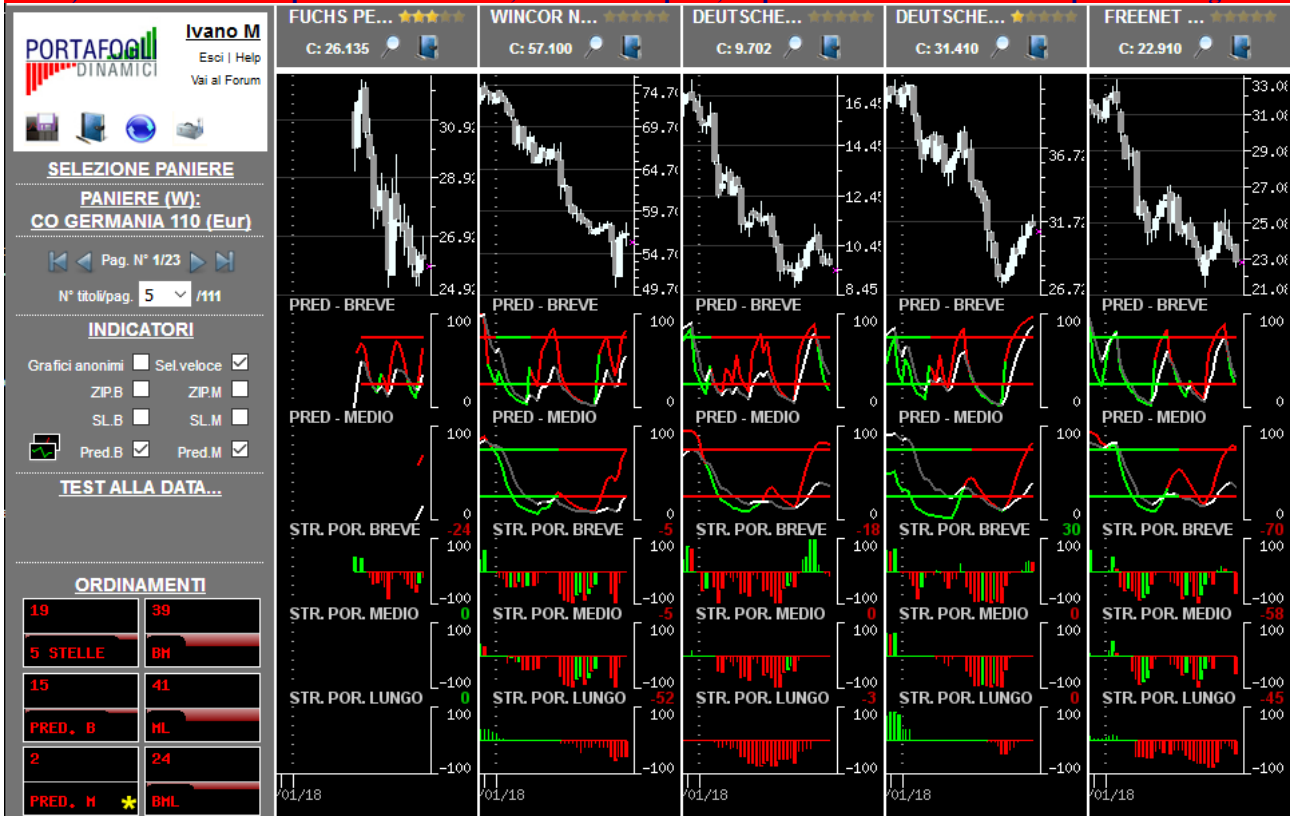 PORTAFOGLI
DINAMICI
Ivano M
Esci | Help
Vai al Forum
SELEZIONE PANIERE
PANIERE (W):
CO GERMANIA 110 (Eur)
Pag. N° 1/23
N° titoli/pag. 5 /111
INDICATORI
Grafici anonimi Sel.veloce
ZIP.B ZIP.M
SL.B SL.M
Pred.B Pred.M
TEST ALLA DATA...
ORDINAMENTI
19 39
5 STELLE BM
15 41
PRED. B ML
2 24
PRED. M BML
FUCHS PE...
C: 26.135
30.92
28.92
26.92
24.92
PRED - BREVE
100
0
PRED - MEDIO
100
0
STR. POR. BREVE -24
100
-100
STR. POR. MEDIO 0
100
-100
STR. POR. LUNGO 0
100
-100
/01/18
WINCOR N...
C: 57.100
74.70
69.70
64.70
59.70
54.70
49.70
PRED - BREVE
100
0
PRED - MEDIO
100
0
STR. POR. BREVE -5
100
-100
STR. POR. MEDIO -5
100
-100
STR. POR. LUNGO -52
100
-100
/01/18
DEUTSCHE...
C: 9.702
16.45
14.45
12.45
10.45
8.45
PRED - BREVE
100
0
PRED - MEDIO
100
0
STR. POR. BREVE -18
100
-100
STR. POR. MEDIO 0
100
-100
STR. POR. LUNGO -3
100
-100
/01/18
DEUTSCHE...
C: 31.410
36.72
31.72
26.72
PRED - BREVE
100
0
PRED - MEDIO
100
0
STR. POR. BREVE 30
100
-100
STR. POR. MEDIO 0
100
-100
STR. POR. LUNGO 0
100
-100
/01/18
FREENET ...
C: 22.910
33.08
31.08
29.08
27.08
25.08
23.08
21.08
PRED - BREVE
100
0
PRED - MEDIO
100
0
STR. POR. BREVE -70
100
-100
STR. POR. MEDIO -58
100
-100
STR. POR. LUNGO -45
100
-100
/01/18